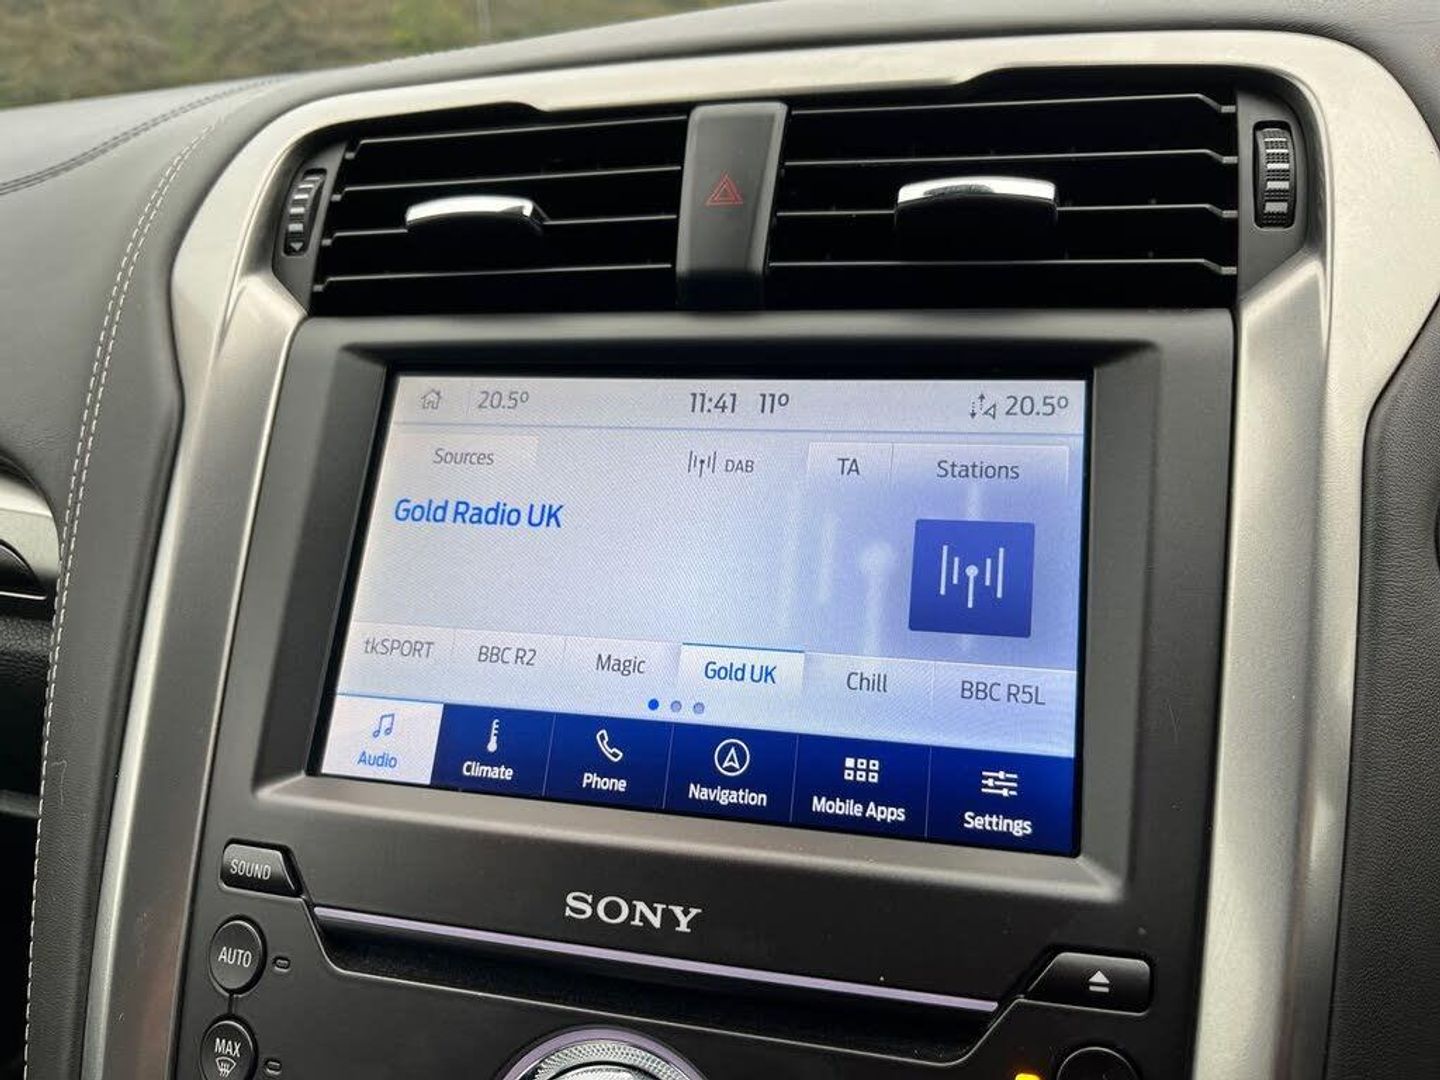 20.5° 11:41 11° 20.5°
Sources DAB TA Stations
Gold Radio UK
tkSPORT BBC R2 Magic Gold UK Chill BBC R5L
Audio Climate Phone Navigation Mobile Apps Settings
SOUND
SONY
AUTO
MAX